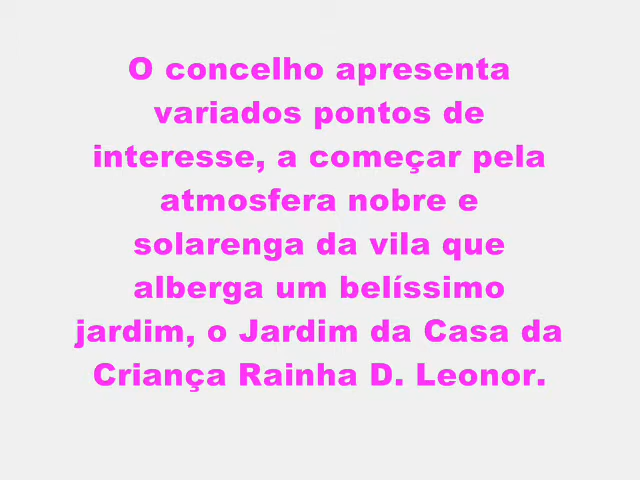 O concelho apresenta
variados pontos de
interesse, a começar pela
atmosfera nobre e
solarenga da vila que
alberga um belíssimo
jardim, o Jardim da Casa da
Criança Rainha D. Leonor.